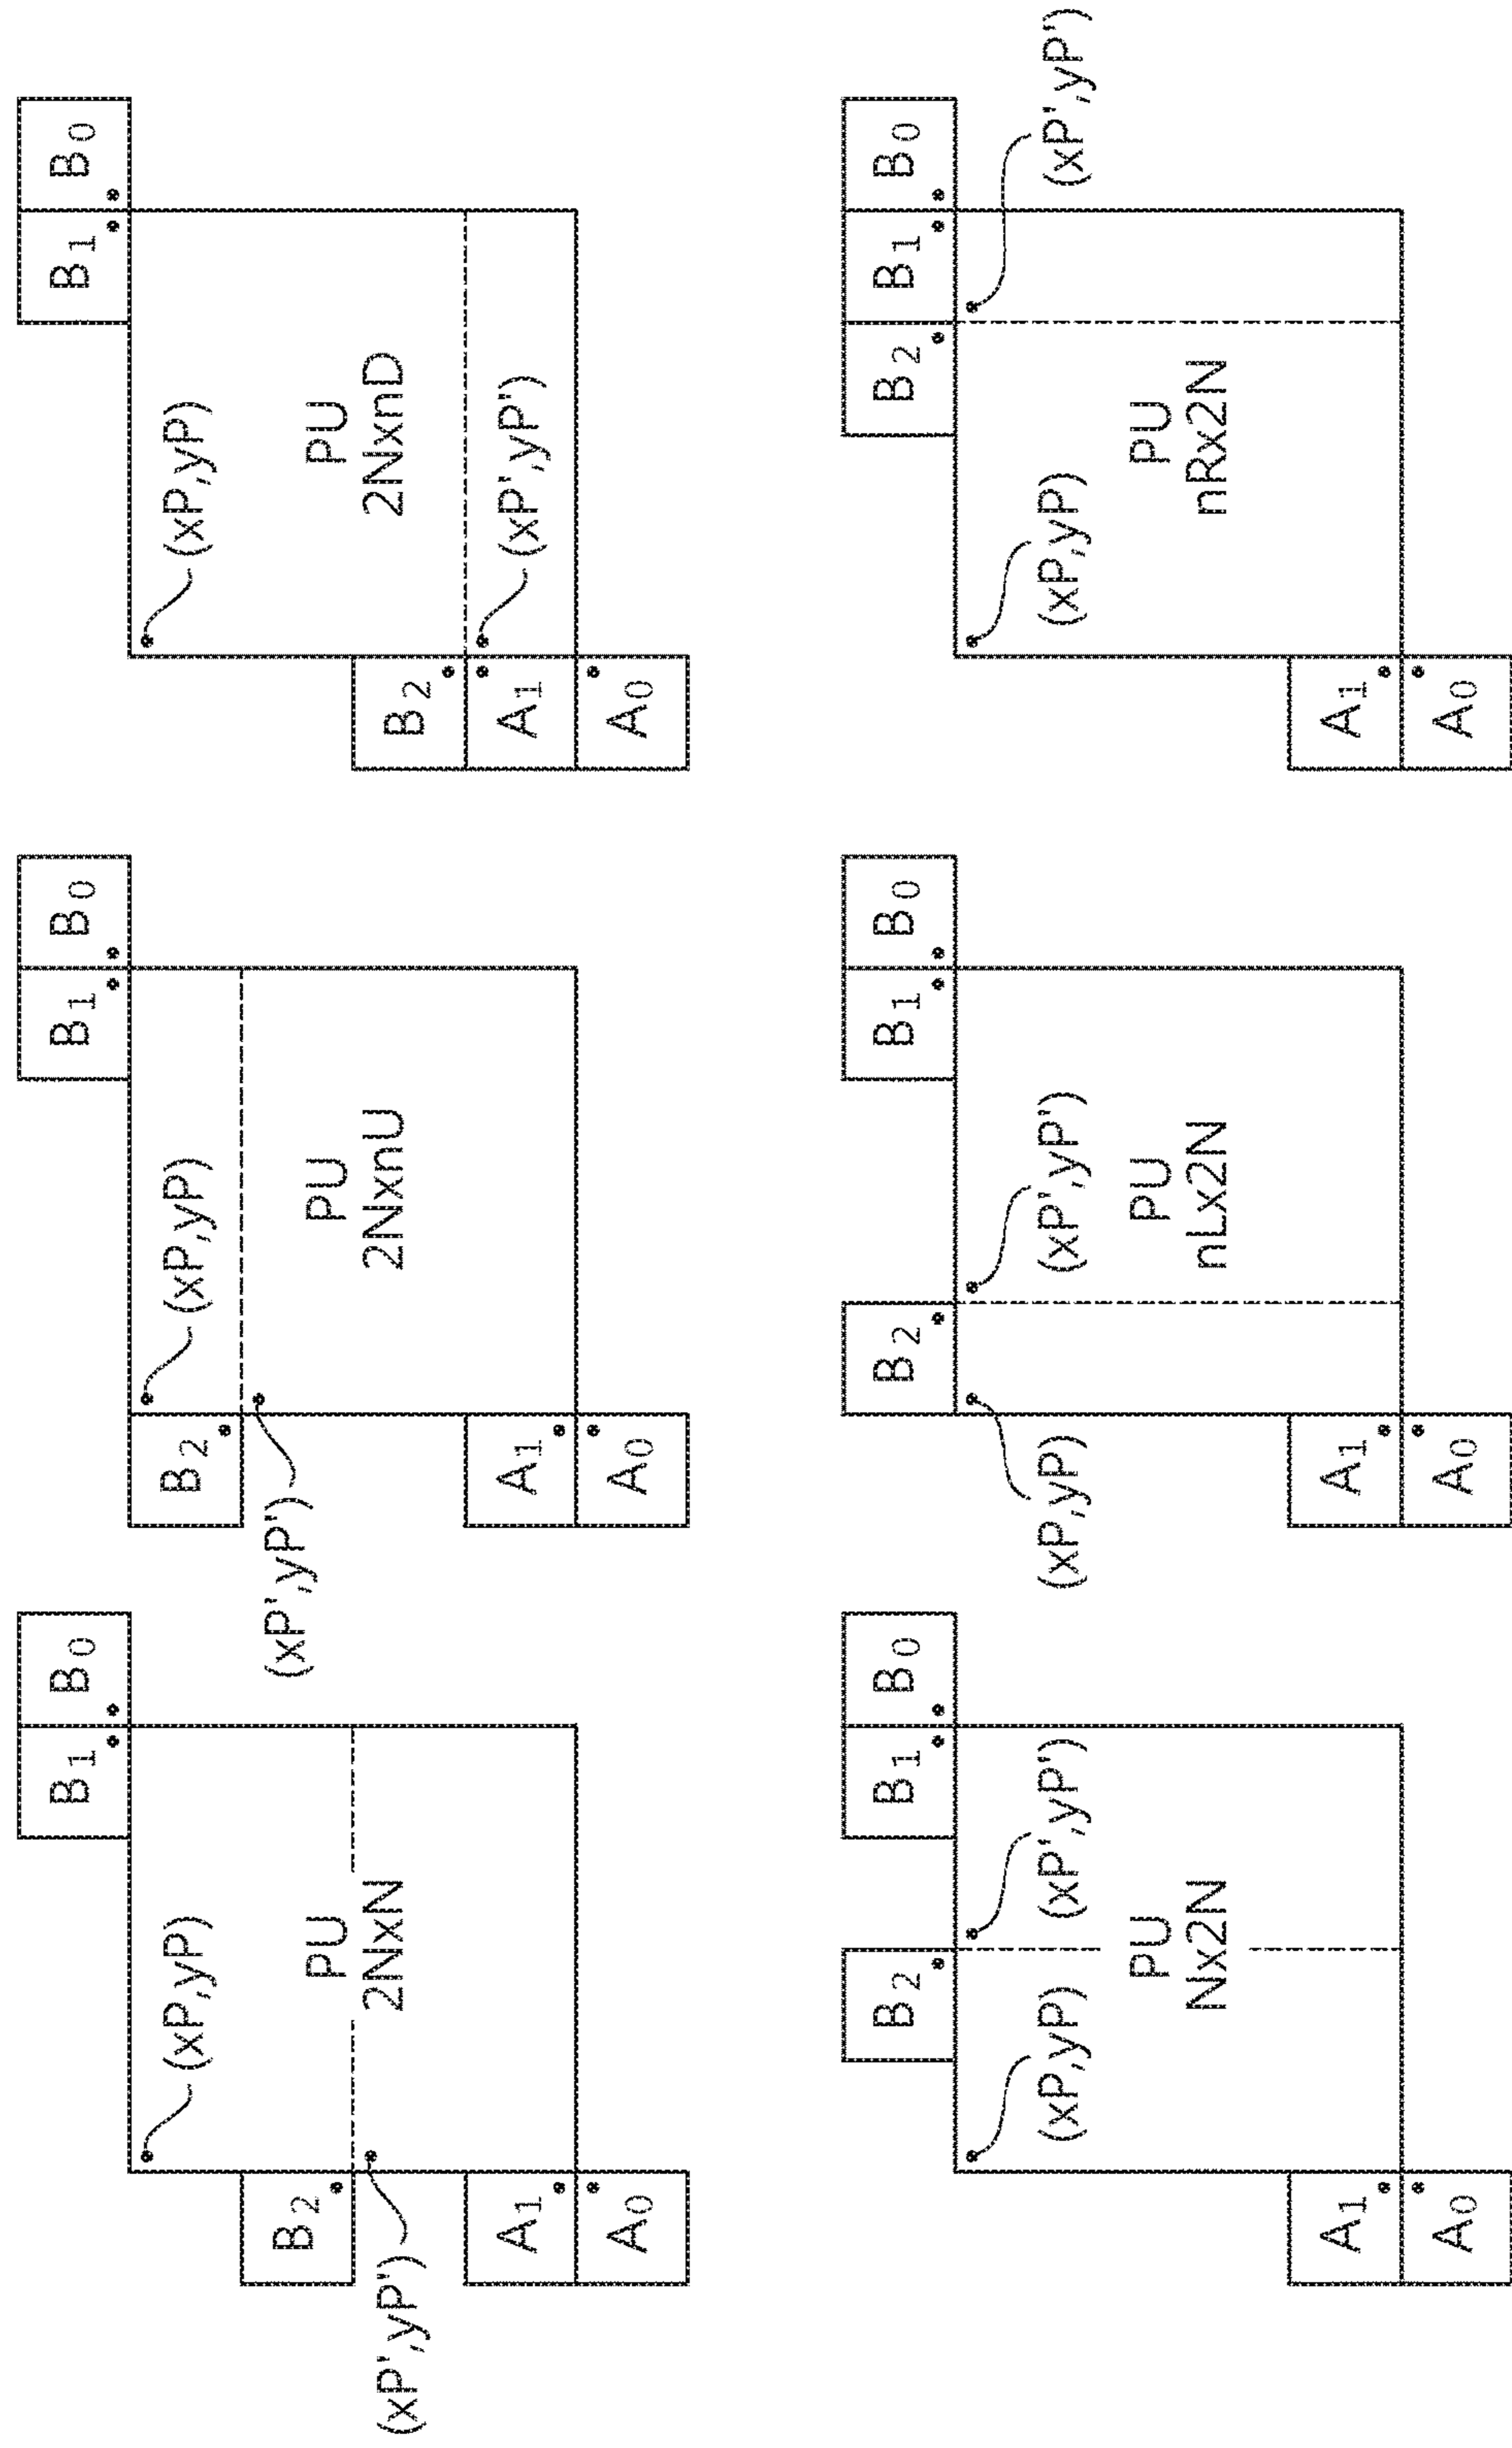 B1
B0
(xP,yP)
B2
PU
2NxN
(xP',yP')
A1
A0
B1
B0
B2
(xP,yP)
(xP',yP')
PU
2NxnU
A1
A0
B1
B0
(xP,yP)
PU
2NxnD
B2
A1
(xP',yP')
A0
B2
B1
B0
(xP,yP)
(xP',yP')
PU
Nx2N
A1
A0
B2
B1
B0
(xP,yP)
(xP',yP')
PU
nLx2N
A1
A0
B2
B1
B0
(xP,yP)
(xP',yP')
PU
nRx2N
A1
A0